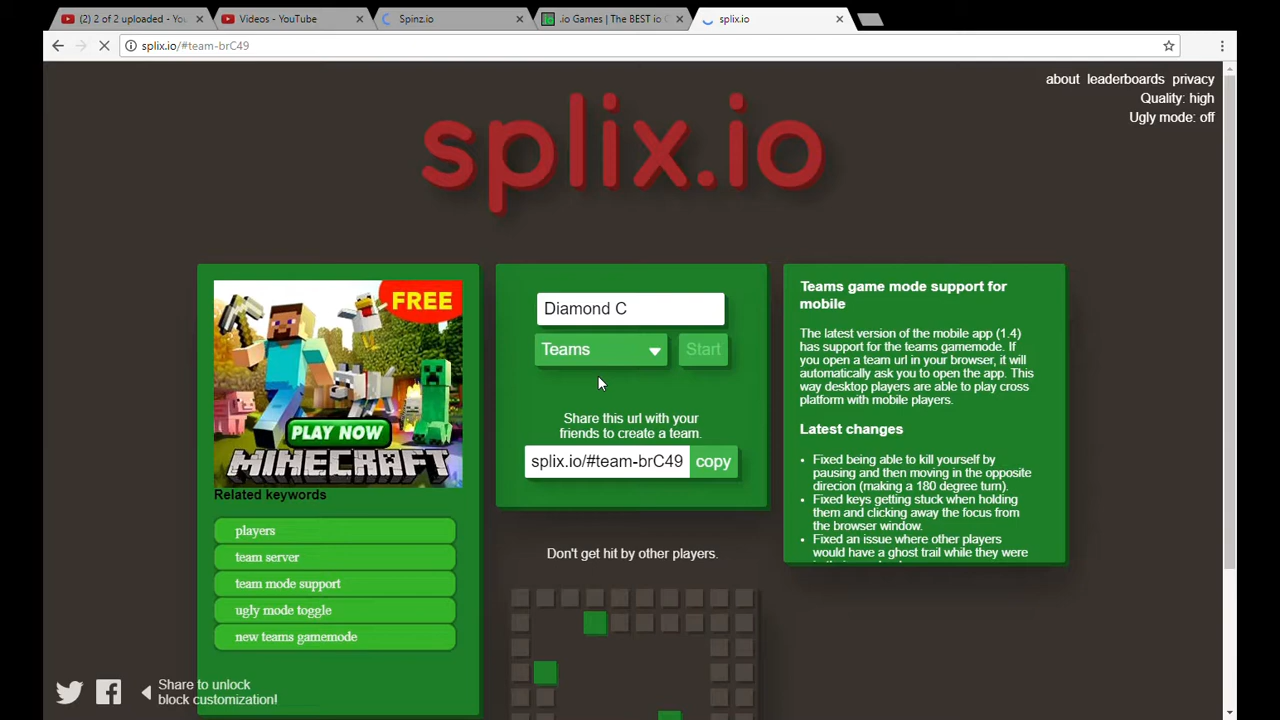 (2) 2 of 2 uploaded - Yo
Videos - YouTube
Spinz.io
.io Games | The BEST io
splix.io
splix.io/#team-brC49
about leaderboards privacy
Quality: high
Ugly mode: off
splix.io
FREE
PLAY NOW
MINECRAFT
Related keywords
players
team server
team mode support
ugly mode toggle
new teams gamemode
Diamond C
Teams
Start
Share this url with your
friends to create a team.
splix.io/#team-brC49
copy
Don't get hit by other players.
Teams game mode support for
mobile
The latest version of the mobile app (1.4)
has support for the teams gamemode. If
you open a team url in your browser, it will
automatically ask you to open the app. This
way desktop players are able to play cross
platform with mobile players.
Latest changes
Fixed being able to kill yourself by
pausing and then moving in the opposite
direcion (making a 180 degree turn).
Fixed keys getting stuck when holding
them and clicking away the focus from
the browser window.
Fixed an issue where other players
would have a ghost trail while they were
Share to unlock
block customization!